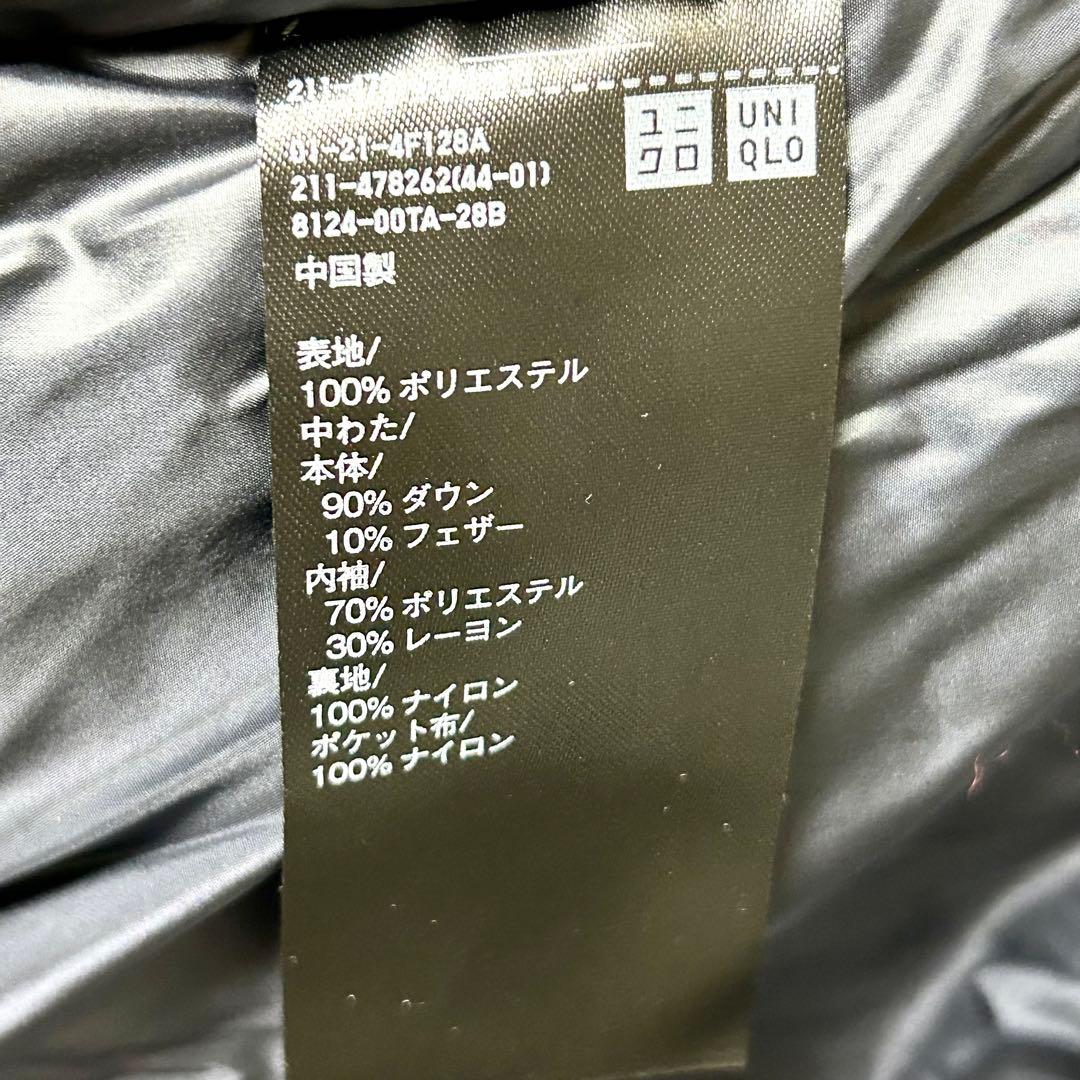 ユニ
クロ
UNI
QLO
01-21-4F128A
211-478262(44-01)
8124-00TA-28B
中国製
表地/
100% ポリエステル
中わた/
本体/
90% ダウン
10% フェザー
内袖/
70% ポリエステル
30% レーヨン
裏地/
100% ナイロン
ポケット布/
100% ナイロン